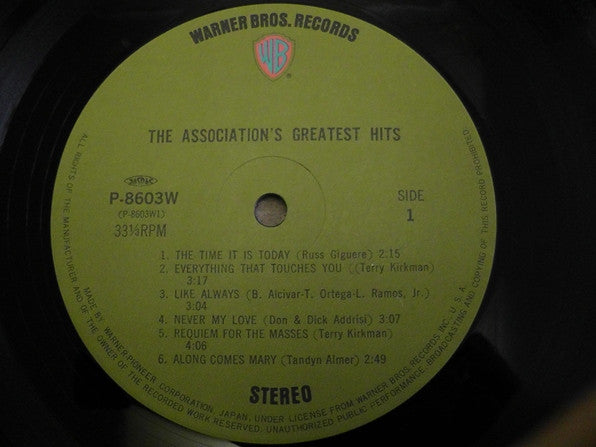 WARNER BROS. RECORDS
WB
®
THE ASSOCIATION'S GREATEST HITS
P-8603W
(P-8603W1)
33⅓RPM
SIDE
1
1. THE TIME IT IS TODAY (Russ Giguere) 2:15
2. EVERYTHING THAT TOUCHES YOU ((Terry Kirkman)
3:17
3. LIKE ALWAYS (B. Alcivar-T. Ortega-L. Ramos, Jr.)
3:04
4. NEVER MY LOVE (Don & Dick Addrisi) 3:07
5. REQUIEM FOR THE MASSES (Terry Kirkman)
4:06
6. ALONG COMES MARY (Tandyn Almer) 2:49
STEREO
MADE BY WARNER-PIONEER CORPORATION, JAPAN, UNDER LICENSE FROM WARNER BROS. RECORDS INC. U.S.A.
ALL RIGHTS OF THE MANUFACTURER AND OF THE OWNER OF THE RECORDED WORK RESERVED. UNAUTHORIZED PUBLIC PERFORMANCE, BROADCASTING AND COPYING OF THIS RECORD PROHIBITED.